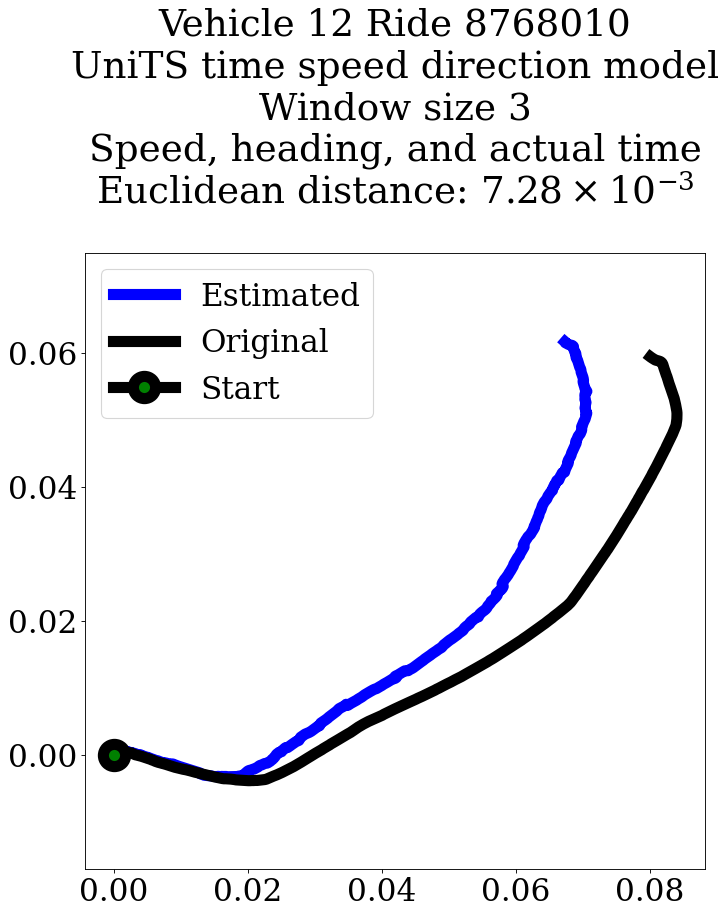 Vehicle 12 Ride 8768010
UniTS time speed direction model
Window size 3
Speed, heading, and actual time
Euclidean distance: 7.28 × 10⁻³
Estimated
Original
Start
0.06
0.04
0.02
0.00
0.00 0.02 0.04 0.06 0.08